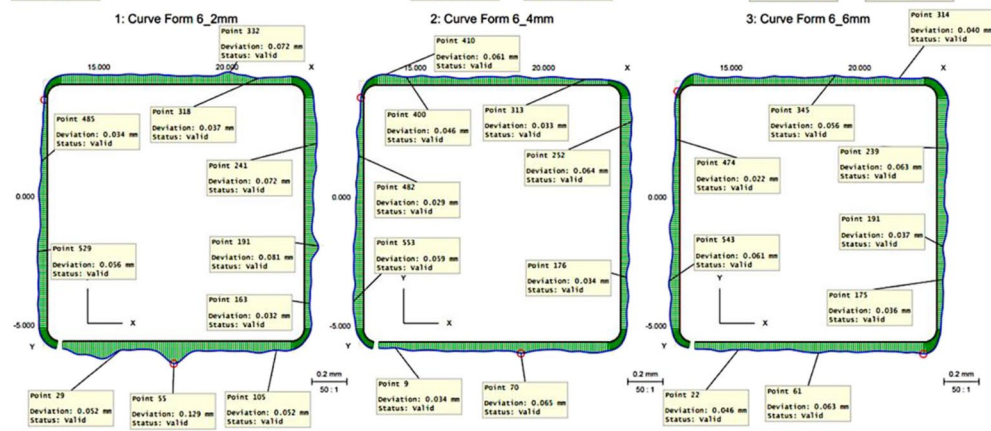 1: Curve Form 6_2mm
Point 332
Deviation: 0.072 mm
Status: Valid
15.000
20.000
X
Point 318
Deviation: 0.037 mm
Status: Valid
Point 485
Deviation: 0.034 mm
Status: Valid
Point 241
Deviation: 0.072 mm
Status: Valid
0.000
Point 529
Deviation: 0.056 mm
Status: Valid
Point 191
Deviation: 0.081 mm
Status: Valid
Point 163
Deviation: 0.032 mm
Status: Valid
Y
X
-5.000
Y
Point 29
Deviation: 0.052 mm
Status: Valid
Point 55
Deviation: 0.129 mm
Status: Valid
Point 105
Deviation: 0.052 mm
Status: Valid
0.2 mm
50 : 1
2: Curve Form 6_4mm
Point 410
Deviation: 0.061 mm
Status: Valid
15.000
20.000
X
Point 400
Deviation: 0.046 mm
Status: Valid
Point 313
Deviation: 0.033 mm
Status: Valid
Point 252
Deviation: 0.064 mm
Status: Valid
Point 482
Deviation: 0.029 mm
Status: Valid
0.000
Point 553
Deviation: 0.059 mm
Status: Valid
Point 176
Deviation: 0.034 mm
Status: Valid
Y
X
-5.000
Y
Point 9
Deviation: 0.034 mm
Status: Valid
Point 70
Deviation: 0.065 mm
Status: Valid
0.2 mm
50 : 1
3: Curve Form 6_6mm
Point 314
Deviation: 0.040 mm
Status: Valid
15.000
20.000
X
Point 345
Deviation: 0.056 mm
Status: Valid
Point 239
Deviation: 0.063 mm
Status: Valid
Point 474
Deviation: 0.022 mm
Status: Valid
0.000
Point 191
Deviation: 0.037 mm
Status: Valid
Point 543
Deviation: 0.061 mm
Status: Valid
Point 175
Deviation: 0.036 mm
Status: Valid
Y
X
-5.000
Y
Point 22
Deviation: 0.046 mm
Status: Valid
Point 61
Deviation: 0.063 mm
Status: Valid
0.2 mm
50 : 1